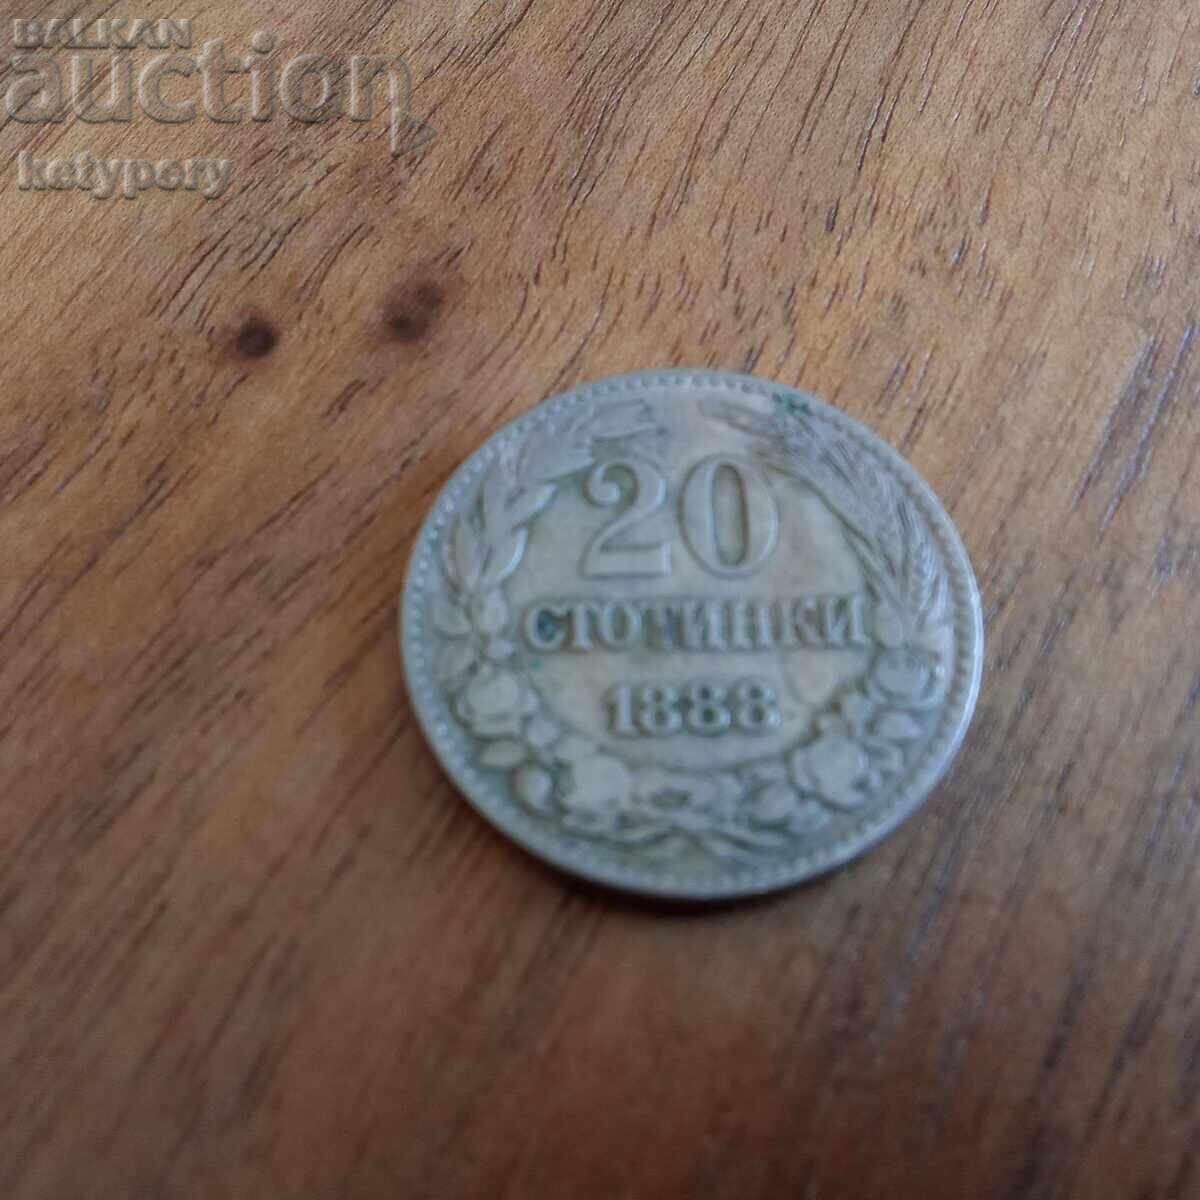 BALKAN
auction
ketypery
20
СТОТИНКИ
1888